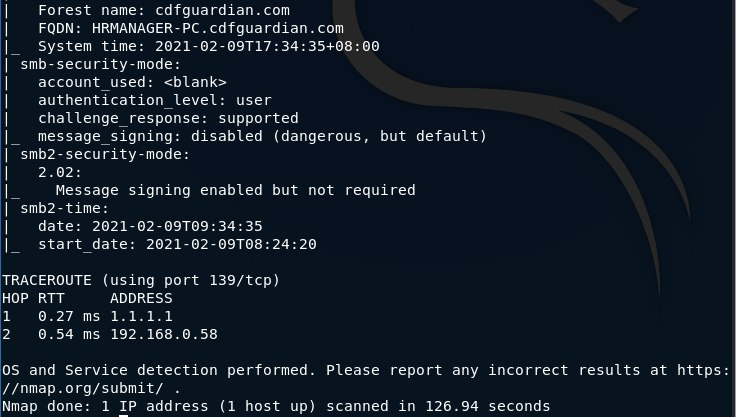 |   Forest name: cdfguardian.com
|   FQDN: HRMANAGER-PC.cdfguardian.com
|_  System time: 2021-02-09T17:34:35+08:00
| smb-security-mode:
|   account_used: <blank>
|   authentication_level: user
|   challenge_response: supported
|_  message_signing: disabled (dangerous, but default)
| smb2-security-mode:
|   2.02:
|_    Message signing enabled but not required
| smb2-time:
|   date: 2021-02-09T09:34:35
|_  start_date: 2021-02-09T08:24:20

TRACEROUTE (using port 139/tcp)
HOP RTT     ADDRESS
1   0.27 ms 1.1.1.1
2   0.54 ms 192.168.0.58

OS and Service detection performed. Please report any incorrect results at https:
//nmap.org/submit/ .
Nmap done: 1 IP address (1 host up) scanned in 126.94 seconds